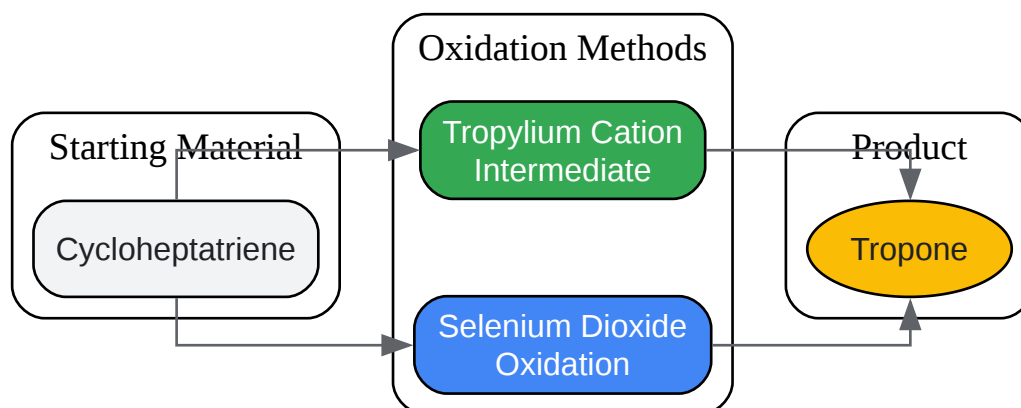 Oxidation Methods
Starting Material
Tropylium Cation
Intermediate
Product
Cycloheptatriene
Tropone
Selenium Dioxide
Oxidation